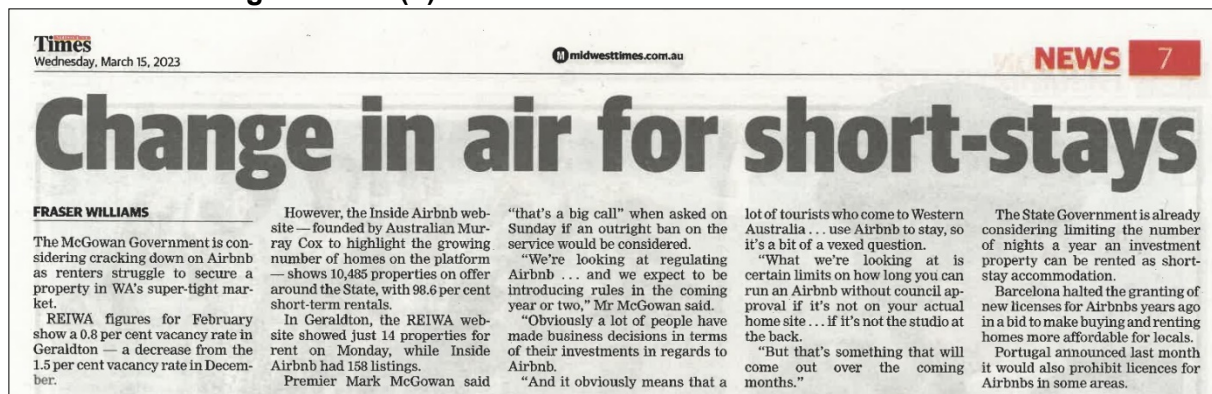 Times
Wednesday, March 15, 2023
midwesttimes.com.au
NEWS 7
Change in air for short-stays
FRASER WILLIAMS
The McGowan Government is con-
sidering cracking down on Airbnb
as renters struggle to secure a
property in WA's super-tight mar-
ket.
REIWA figures for February
show a 0.8 per cent vacancy rate in
Geraldton — a decrease from the
1.5 per cent vacancy rate in Decem-
ber.
However, the Inside Airbnb web-
site — founded by Australian Mur-
ray Cox to highlight the growing
number of homes on the platform
— shows 10,485 properties on offer
around the State, with 98.6 per cent
short-term rentals.
In Geraldton, the REIWA web-
site showed just 14 properties for
rent on Monday, while Inside
Airbnb had 158 listings.
Premier Mark McGowan said
"that's a big call" when asked on
Sunday if an outright ban on the
service would be considered.
"We're looking at regulating
Airbnb ... and we expect to be
introducing rules in the coming
year or two," Mr McGowan said.
"Obviously a lot of people have
made business decisions in terms
of their investments in regards to
Airbnb.
"And it obviously means that a
lot of tourists who come to Western
Australia ... use Airbnb to stay, so
it's a bit of a vexed question.
"What we're looking at is
certain limits on how long you can
run an Airbnb without council ap-
proval if it's not on your actual
home site ... if it's not the studio at
the back.
"But that's something that will
come out over the coming
months."
The State Government is already
considering limiting the number
of nights a year an investment
property can be rented as short-
stay accommodation.
Barcelona halted the granting of
new licenses for Airbnbs years ago
in a bid to make buying and renting
homes more affordable for locals.
Portugal announced last month
it would also prohibit licences for
Airbnbs in some areas.